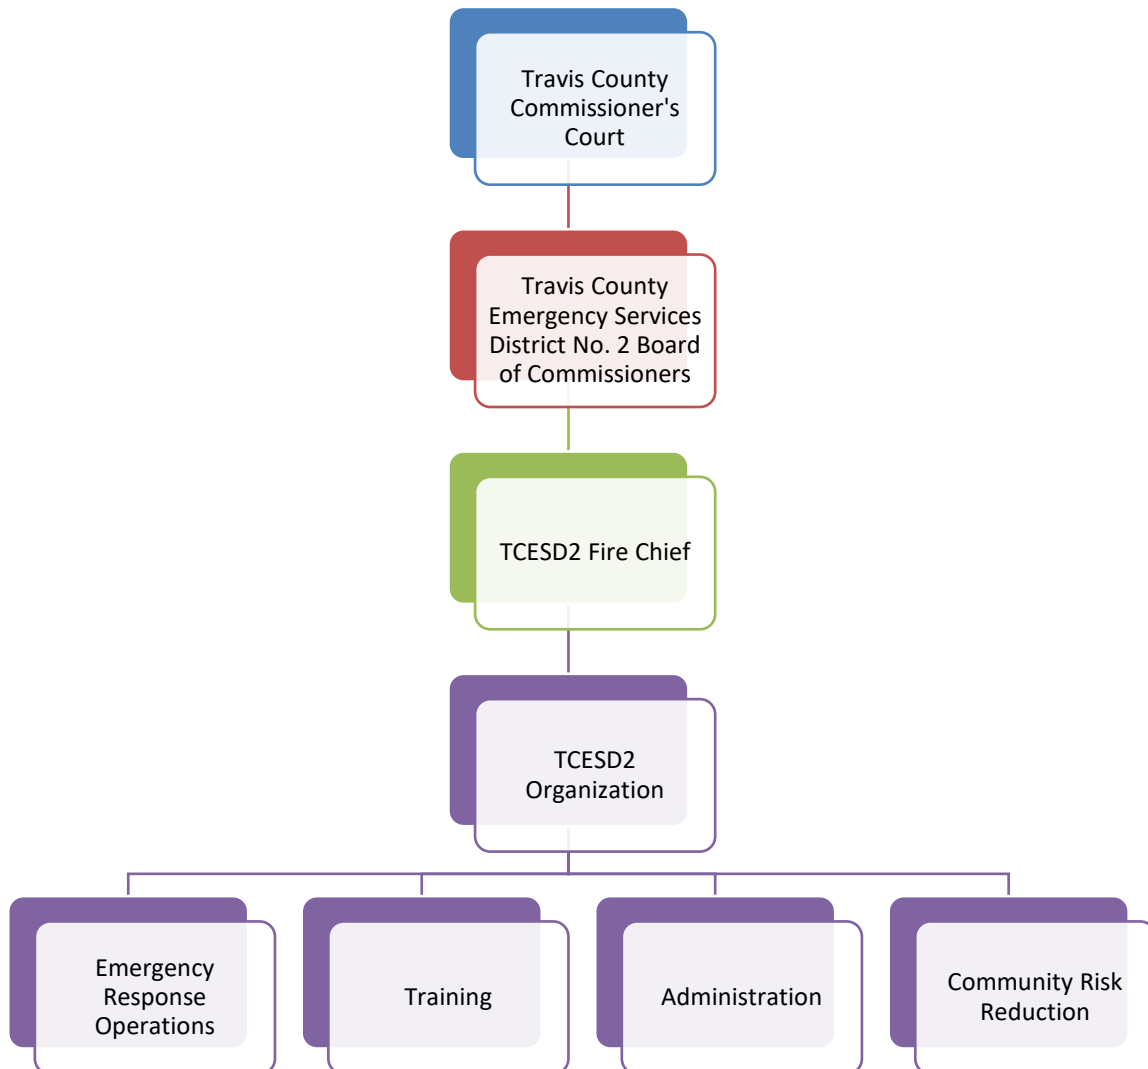 Travis County
Commissioner's
Court
Travis County
Emergency Services
District No. 2 Board
of Commissioners
TCESD2 Fire Chief
TCESD2
Organization
Emergency
Response
Operations
Training
Administration
Community Risk
Reduction